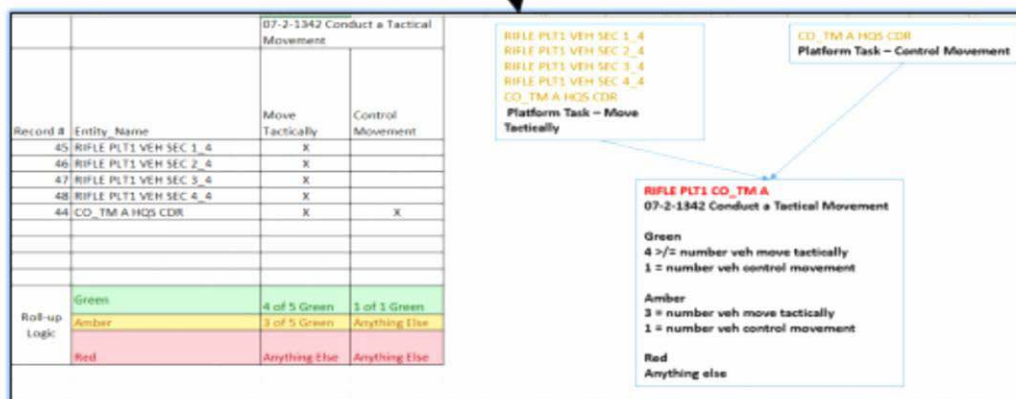 07-2-1342 Conduct a Tactical
Movement
Record # Entity_Name Move Tactically Control Movement
45 RIFLE PLT1 VEH SEC 1_4 X
46 RIFLE PLT1 VEH SEC 2_4 X
47 RIFLE PLT1 VEH SEC 3_4 X
48 RIFLE PLT1 VEH SEC 4_4 X
44 CO_TM A HQS CDR X X
Roll-up Logic
Green 4 of 5 Green 1 of 1 Green
Amber 3 of 5 Green Anything Else
Red Anything Else Anything Else
RIFLE PLT1 VEH SEC 1_4
RIFLE PLT1 VEH SEC 2_4
RIFLE PLT1 VEH SEC 3_4
RIFLE PLT1 VEH SEC 4_4
CO_TM A HQS CDR
Platform Task – Move
Tactically
CO_TM A HQS CDR
Platform Task – Control Movement
RIFLE PLT1 CO_TM A
07-2-1342 Conduct a Tactical Movement
Green
4 >/= number veh move tactically
1 = number veh control movement
Amber
3 = number veh move tactically
1 = number veh control movement
Red
Anything else